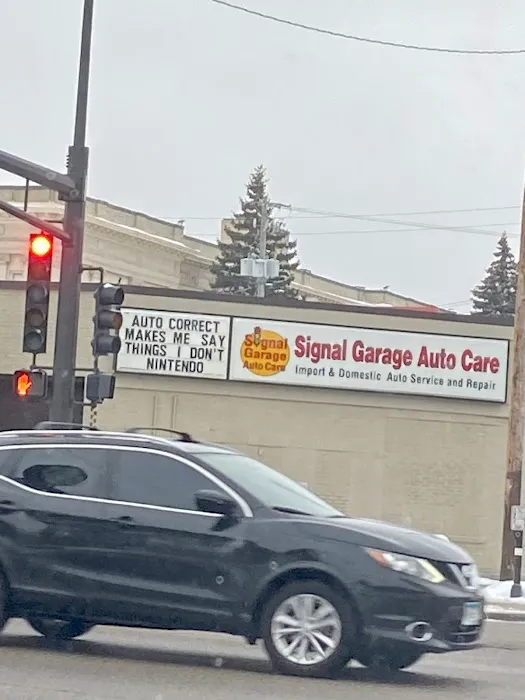 AUTO CORRECT
MAKES ME SAY
THINGS I DON'T
NINTENDO
Signal
Garage
Auto Care
Signal Garage Auto Care
Import & Domestic Auto Service and Repair